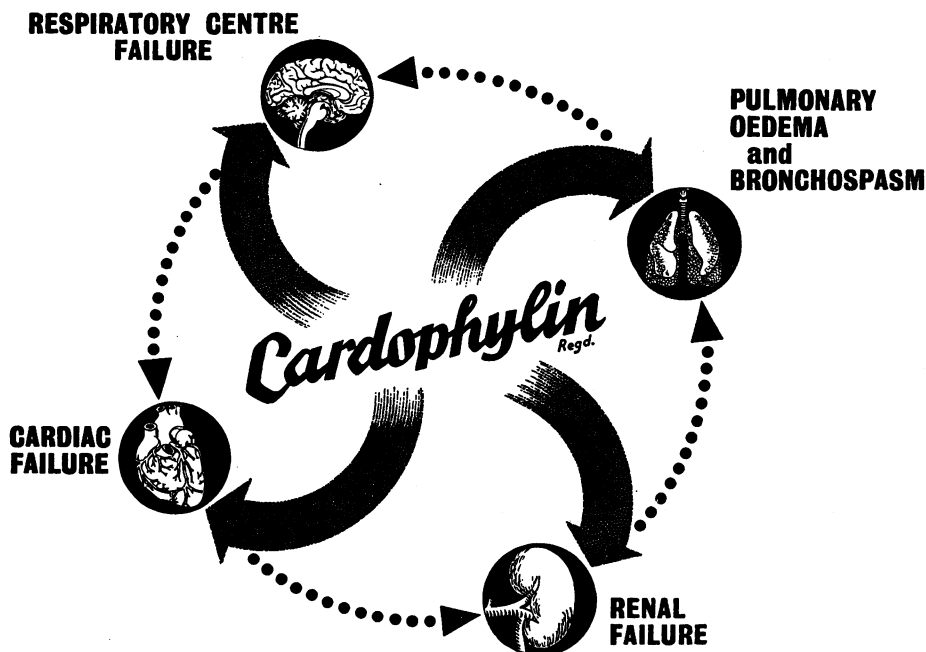 RESPIRATORY CENTRE
FAILURE
PULMONARY
OEDEMA
and
BRONCHOSPASM
Cardophylin
Regd.
CARDIAC
FAILURE
RENAL
FAILURE